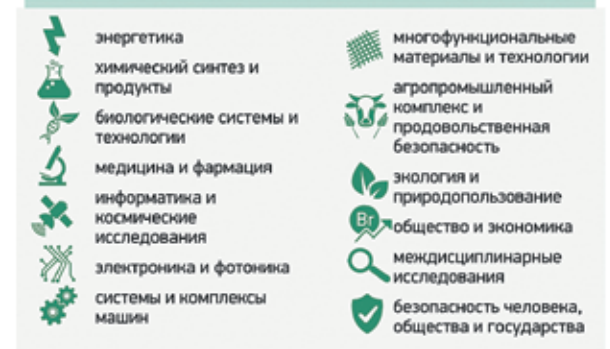 энергетика
химический синтез и
продукты
биологические системы и
технологии
медицина и фармация
информатика и
космические
исследования
электроника и фотоника
системы и комплексы
машин
многофункциональные
материалы и технологии
агропромышленный
комплекс и
продовольственная
безопасность
экология и
природопользование
Br
общество и экономика
междисциплинарные
исследования
безопасность человека,
общества и государства